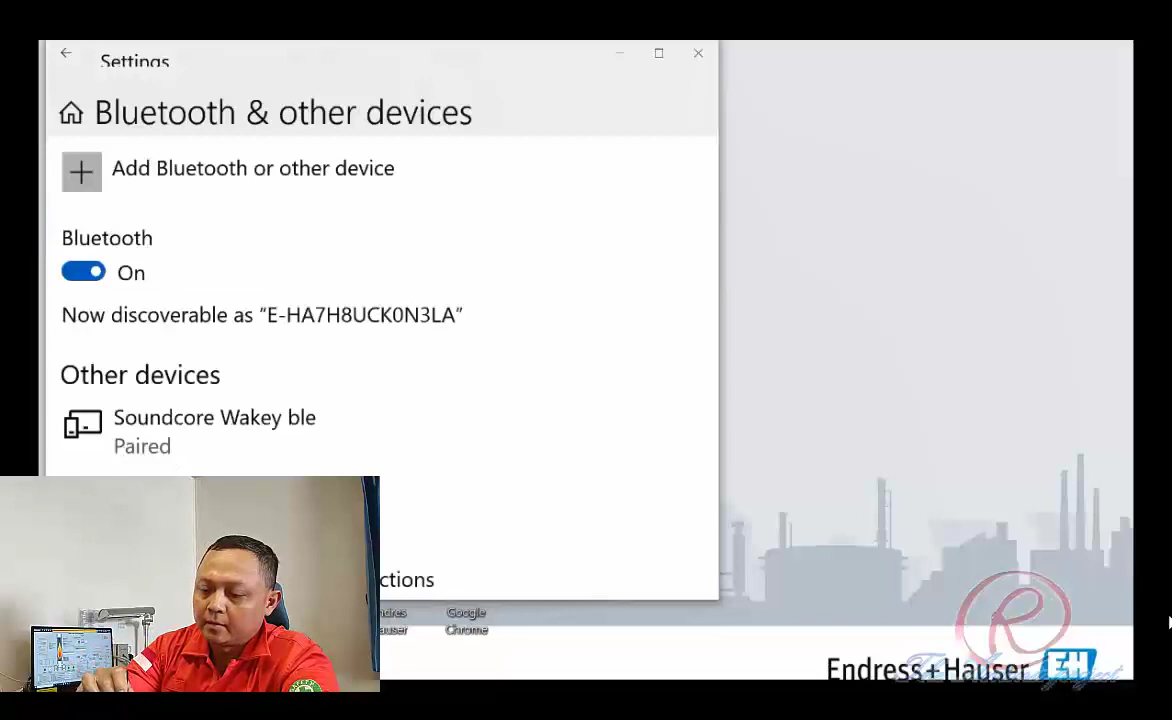 Settings
Bluetooth & other devices
Add Bluetooth or other device
Bluetooth
On
Now discoverable as "E-HA7H8UCK0N3LA"
Other devices
Soundcore Wakey ble
Paired
ctions
Google
Chrome
Endress+Hauser
EH
R